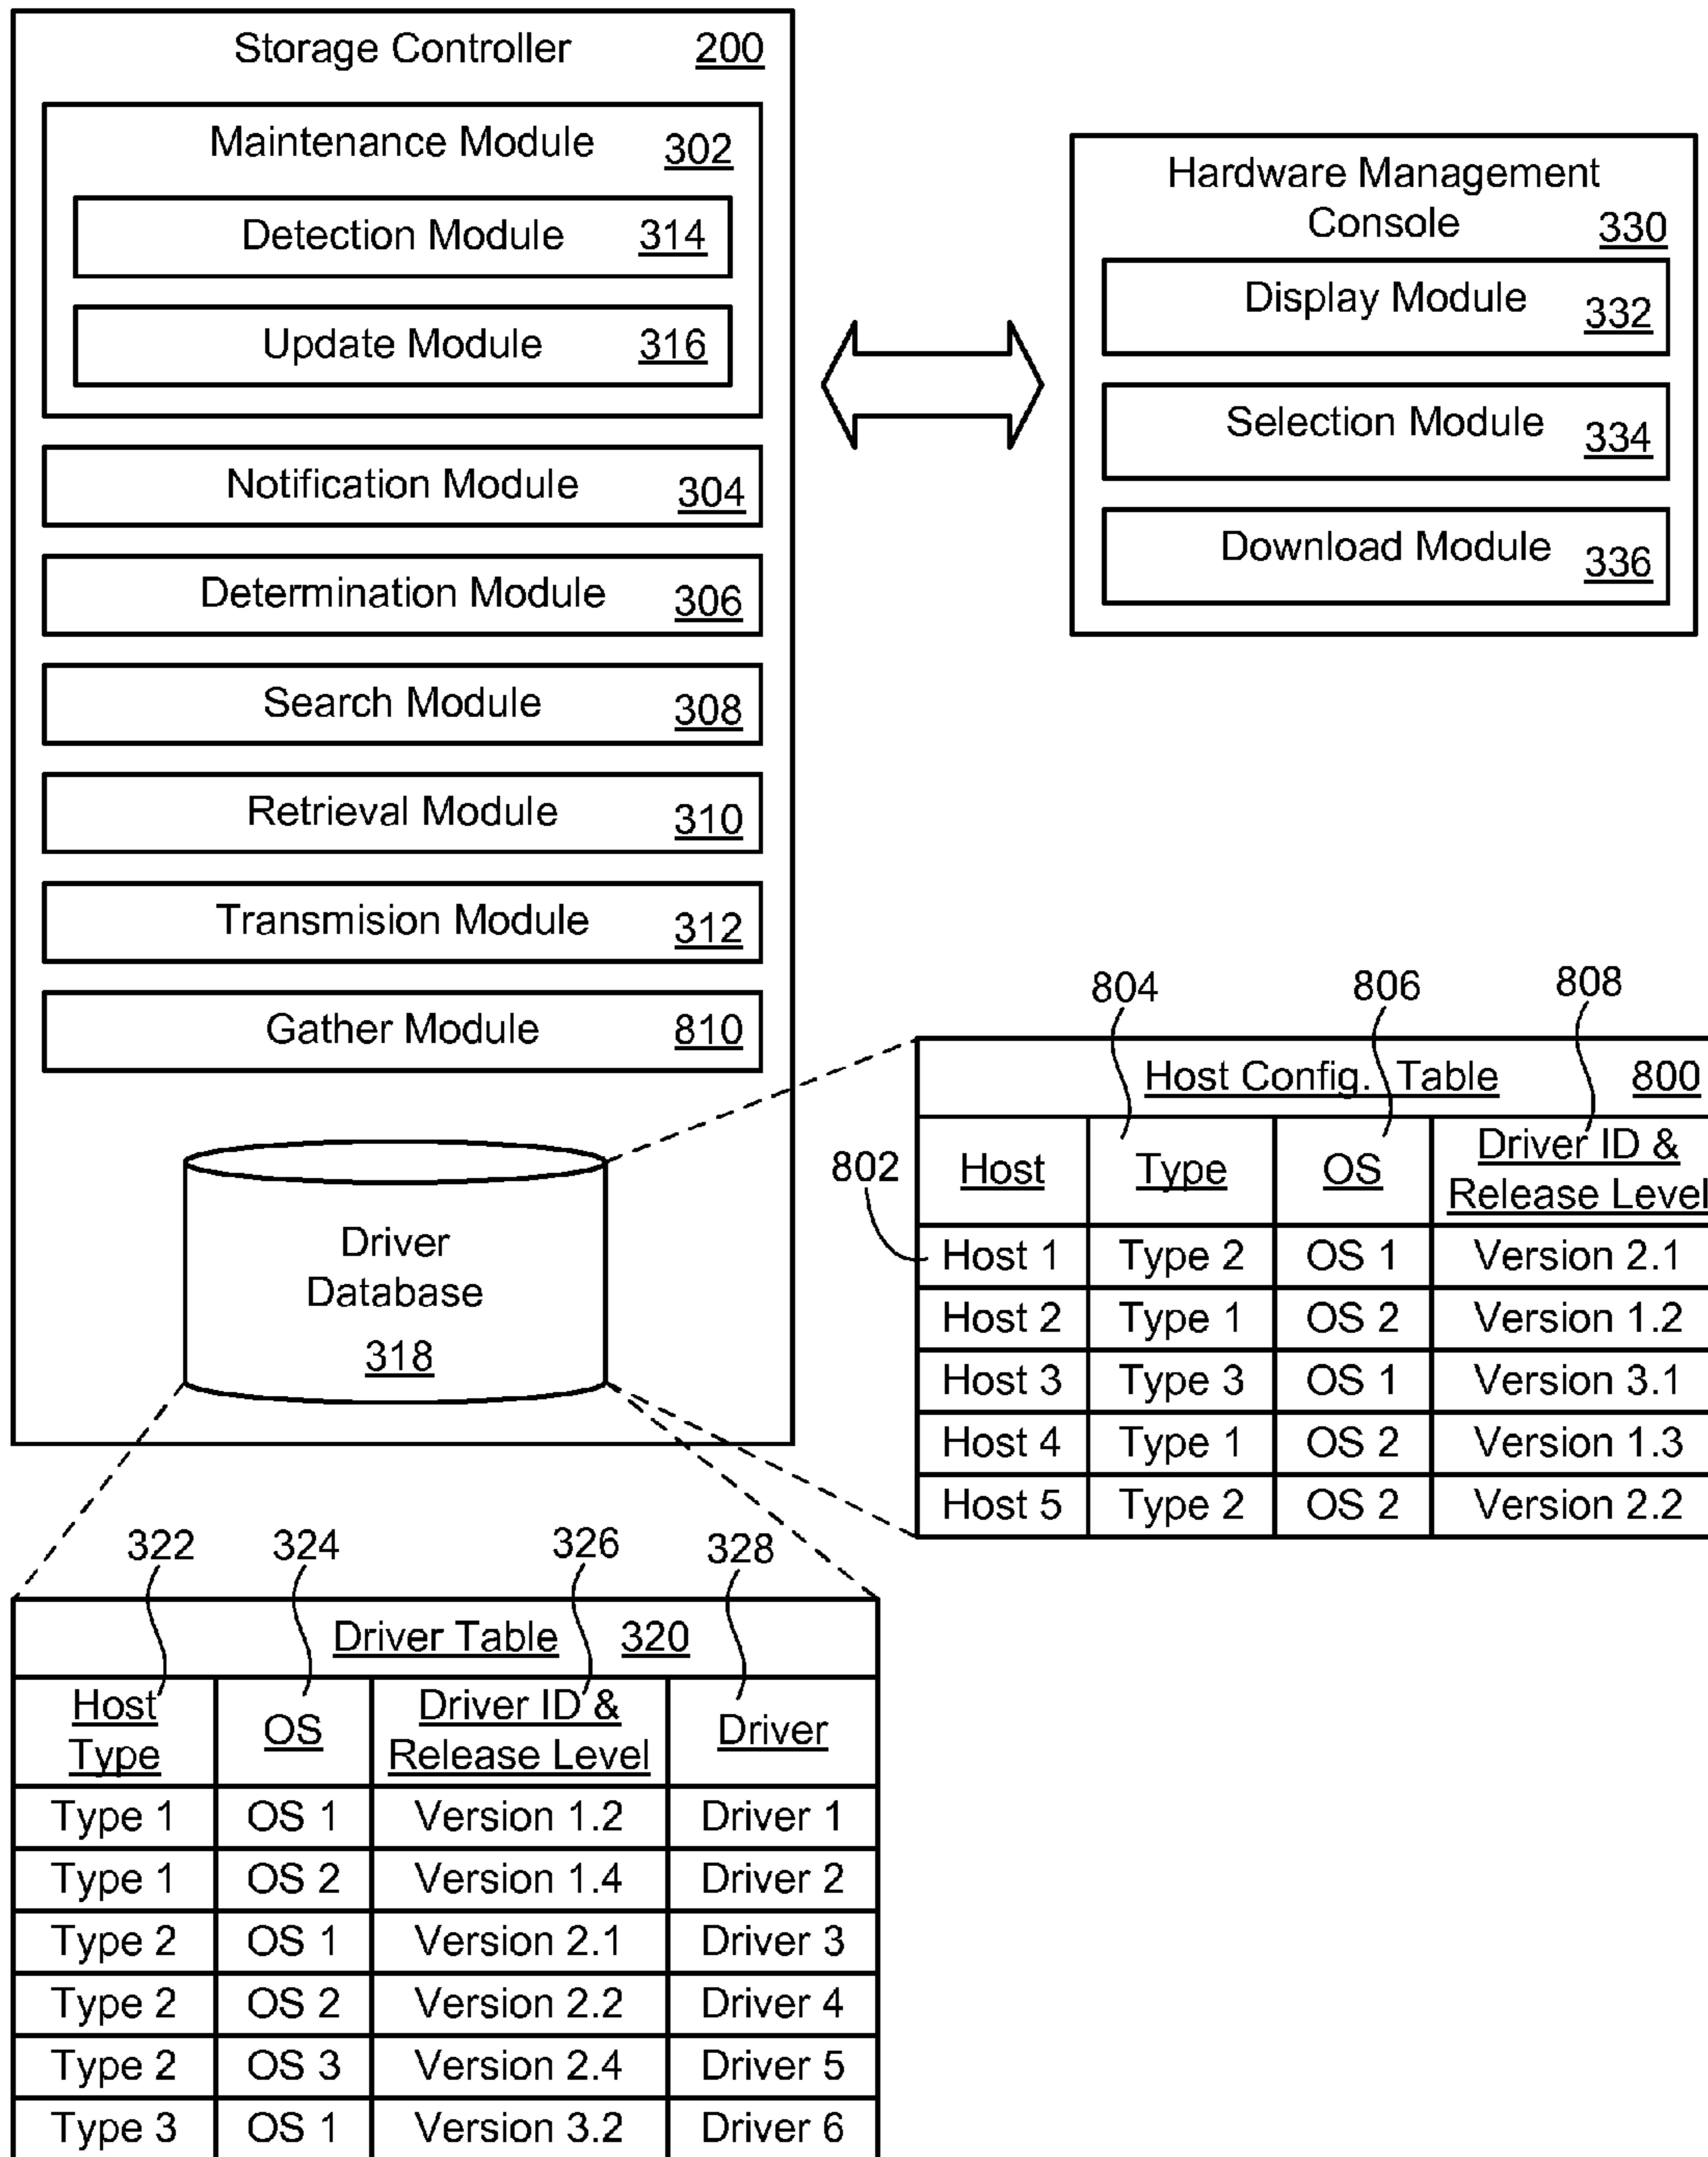 Storage Controller 200
Maintenance Module 302
Detection Module 314
Update Module 316
Notification Module 304
Determination Module 306
Search Module 308
Retrieval Module 310
Transmision Module 312
Gather Module 810
Driver
Database
318
Hardware Management
Console 330
Display Module 332
Selection Module 334
Download Module 336
804 806 808
802
Host Config. Table 800
Host Type OS Driver ID &
Release Level
Host 1 Type 2 OS 1 Version 2.1
Host 2 Type 1 OS 2 Version 1.2
Host 3 Type 3 OS 1 Version 3.1
Host 4 Type 1 OS 2 Version 1.3
Host 5 Type 2 OS 2 Version 2.2
322 324 326 328
Driver Table 320
Host
Type OS Driver ID &
Release Level Driver
Type 1 OS 1 Version 1.2 Driver 1
Type 1 OS 2 Version 1.4 Driver 2
Type 2 OS 1 Version 2.1 Driver 3
Type 2 OS 2 Version 2.2 Driver 4
Type 2 OS 3 Version 2.4 Driver 5
Type 3 OS 1 Version 3.2 Driver 6